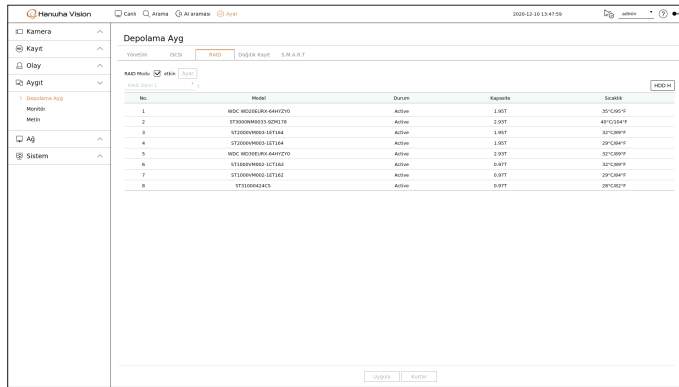 Hanwha Vision
Canlı Arama AI araması Ayar
2020-12-10 13:47:59
admin
Kamera
Kayıt
Olay
Aygıt
Depolama Ayg
Monitör
Metin
Ağ
Sistem
Depolama Ayg
Yönetim iSCSI RAID Dağıtık Kayıt S.M.A.R.T
RAID Modu etkin Ayar
HDD H
No. Model Durum Kapasite Sıcaklık
1 WDC WD20EURX-64HYZY0 Active 1.95T 35°C/95°F
2 ST3000NM0033-9ZM178 Active 2.93T 40°C/104°F
3 ST2000VM003-1ET164 Active 1.95T 32°C/89°F
4 ST2000VM003-1ET164 Active 1.95T 29°C/84°F
5 WDC WD30EURX-64HYZY0 Active 2.93T 32°C/89°F
6 ST1000VM002-1CT162 Active 0.97T 32°C/89°F
7 ST1000VM002-1ET162 Active 0.97T 29°C/84°F
8 ST31000424CS Active 0.97T 28°C/82°F
Uygula Kurtar